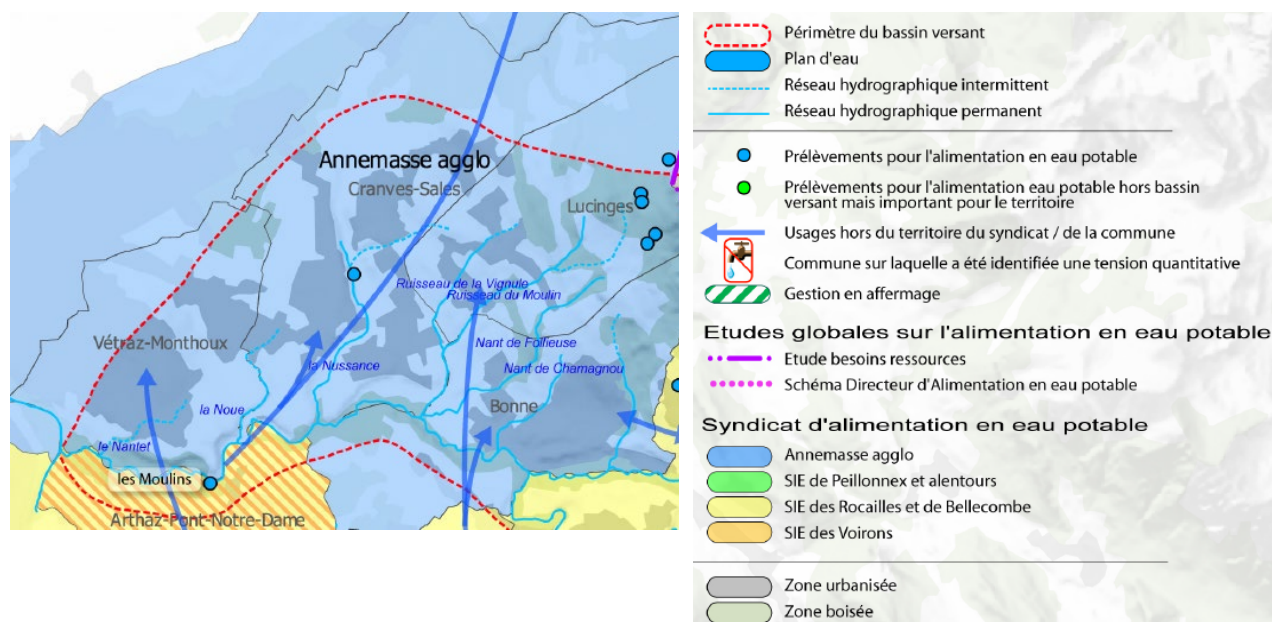 Annemasse agglo
Cranves-Sales
Lucinges
Ruisseau de la Vignule
Ruisseau du Moulin
Vétraz-Monthoux
Nant de Follieuse
la Nussance
Nant de Chamagnou
la Noue
Bonne
le Nantet
les Moulins
Arthaz-Pont-Notre-Dame
Périmètre du bassin versant
Plan d'eau
Réseau hydrographique intermittent
Réseau hydrographique permanent
Prélèvements pour l'alimentation en eau potable
Prélèvements pour l'alimentation eau potable hors bassin
versant mais important pour le territoire
Usages hors du territoire du syndicat / de la commune
Commune sur laquelle a été identifiée une tension quantitative
Gestion en affermage
Etudes globales sur l'alimentation en eau potable
Etude besoins ressources
Schéma Directeur d'Alimentation en eau potable
Syndicat d'alimentation en eau potable
Annemasse agglo
SIE de Peillonnex et alentours
SIE des Rocailles et de Bellecombe
SIE des Voirons
Zone urbanisée
Zone boisée